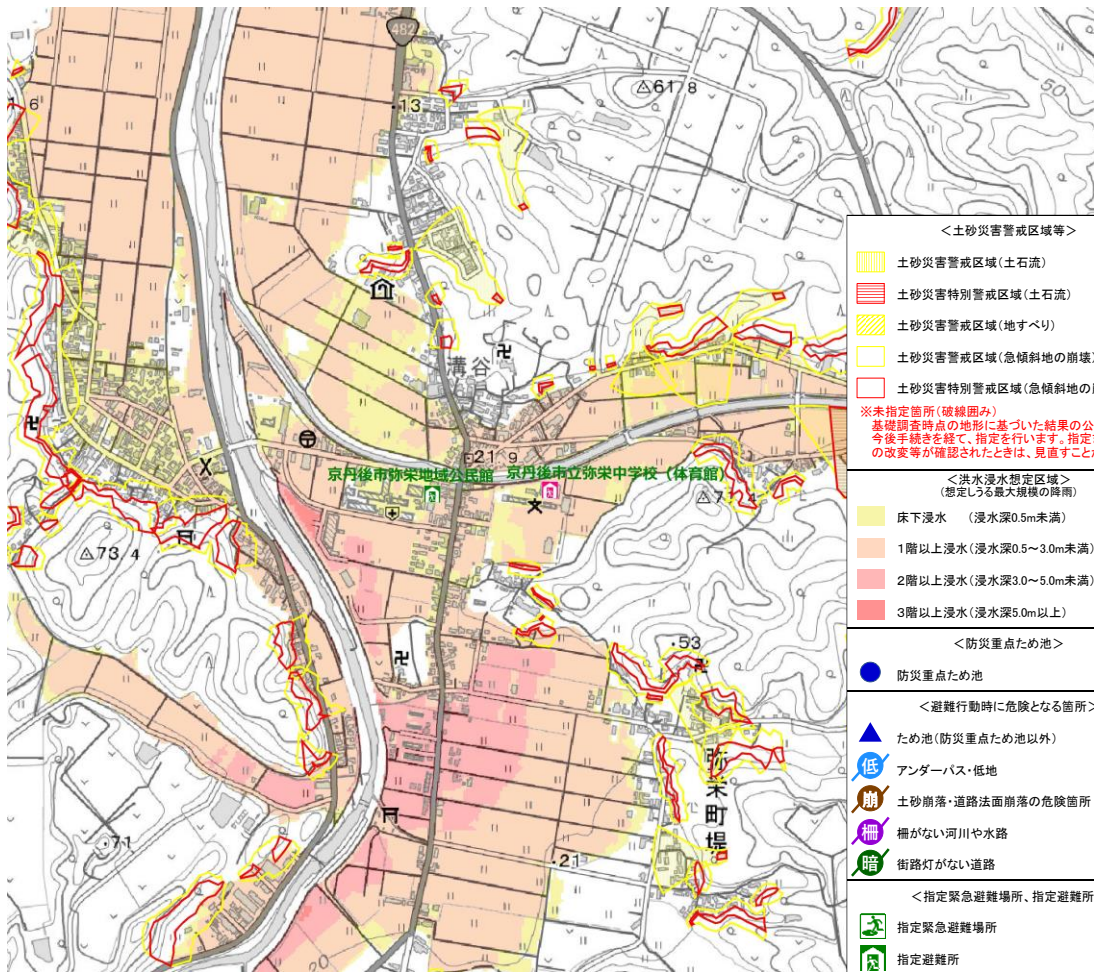 482
13
61.8
50
溝谷
21.9
京丹後市弥栄地域公民館
京丹後市立弥栄中学校（体育館）
73.4
53
弥栄町堤
71
21
20
＜土砂災害警戒区域等＞
土砂災害警戒区域（土石流）
土砂災害特別警戒区域（土石流）
土砂災害警戒区域（地すべり）
土砂災害警戒区域（急傾斜地の崩壊）
土砂災害特別警戒区域（急傾斜地の
※未指定箇所（破線囲み）
基礎調査時点の地形に基づいた結果の公
今後手続きを経て、指定を行います。指定
の改変等が確認されたときは、見直すこと
＜洪水浸水想定区域＞
（想定しうる最大規模の降雨）
床下浸水　（浸水深0.5m未満）
1階以上浸水（浸水深0.5～3.0m未満）
2階以上浸水（浸水深3.0～5.0m未満）
3階以上浸水（浸水深5.0m以上）
＜防災重点ため池＞
防災重点ため池
＜避難行動時に危険となる箇所＞
ため池（防災重点ため池以外）
低 アンダーパス・低地
崩 土砂崩落・道路法面崩落の危険箇所
柵 柵がない河川や水路
暗 街路灯がない道路
＜指定緊急避難場所、指定避難所
指定緊急避難場所
指定避難所